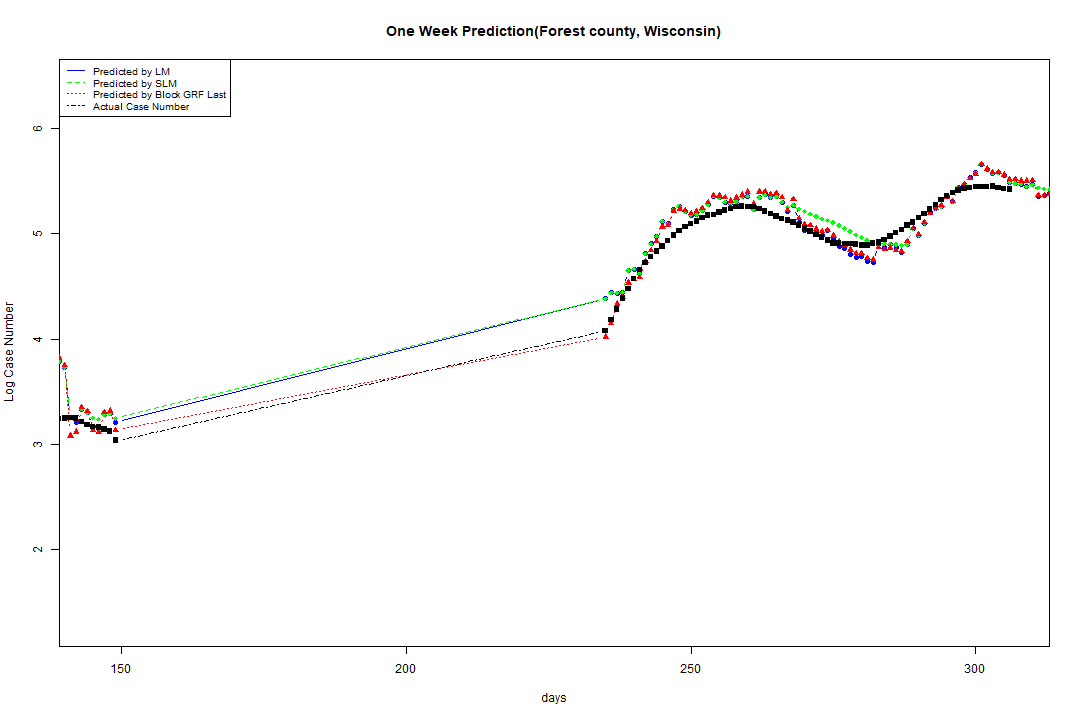 One Week Prediction(Forest county, Wisconsin)
Predicted by LM
Predicted by SLM
Predicted by Block GRF Last
Actual Case Number
6
5
4
3
2
Log Case Number
150
200
250
300
days